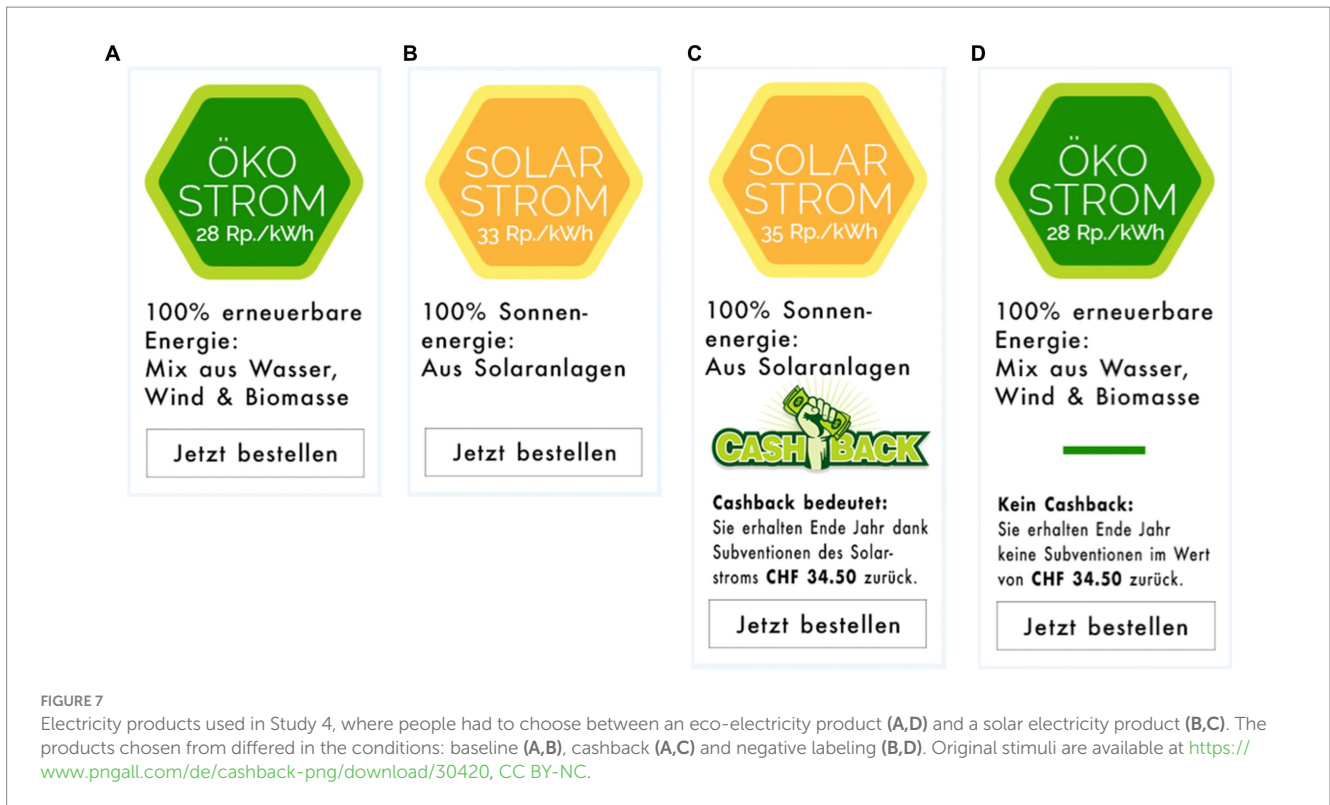 A
ÖKO
STROM
28 Rp./kWh
100% erneuerbare
Energie:
Mix aus Wasser,
Wind & Biomasse
Jetzt bestellen
B
SOLAR
STROM
33 Rp./kWh
100% Sonnen-
energie:
Aus Solaranlagen
Jetzt bestellen
C
SOLAR
STROM
35 Rp./kWh
100% Sonnen-
energie:
Aus Solaranlagen
CASH BACK
Cashback bedeutet:
Sie erhalten Ende Jahr dank
Subventionen des Solar-
stroms CHF 34.50 zurück.
Jetzt bestellen
D
ÖKO
STROM
28 Rp./kWh
100% erneuerbare
Energie:
Mix aus Wasser,
Wind & Biomasse
Kein Cashback:
Sie erhalten Ende Jahr
keine Subventionen im Wert
von CHF 34.50 zurück.
Jetzt bestellen
FIGURE 7
Electricity products used in Study 4, where people had to choose between an eco-electricity product (A,D) and a solar electricity product (B,C). The
products chosen from differed in the conditions: baseline (A,B), cashback (A,C) and negative labeling (B,D). Original stimuli are available at https://
www.pngall.com/de/cashback-png/download/30420, CC BY-NC.